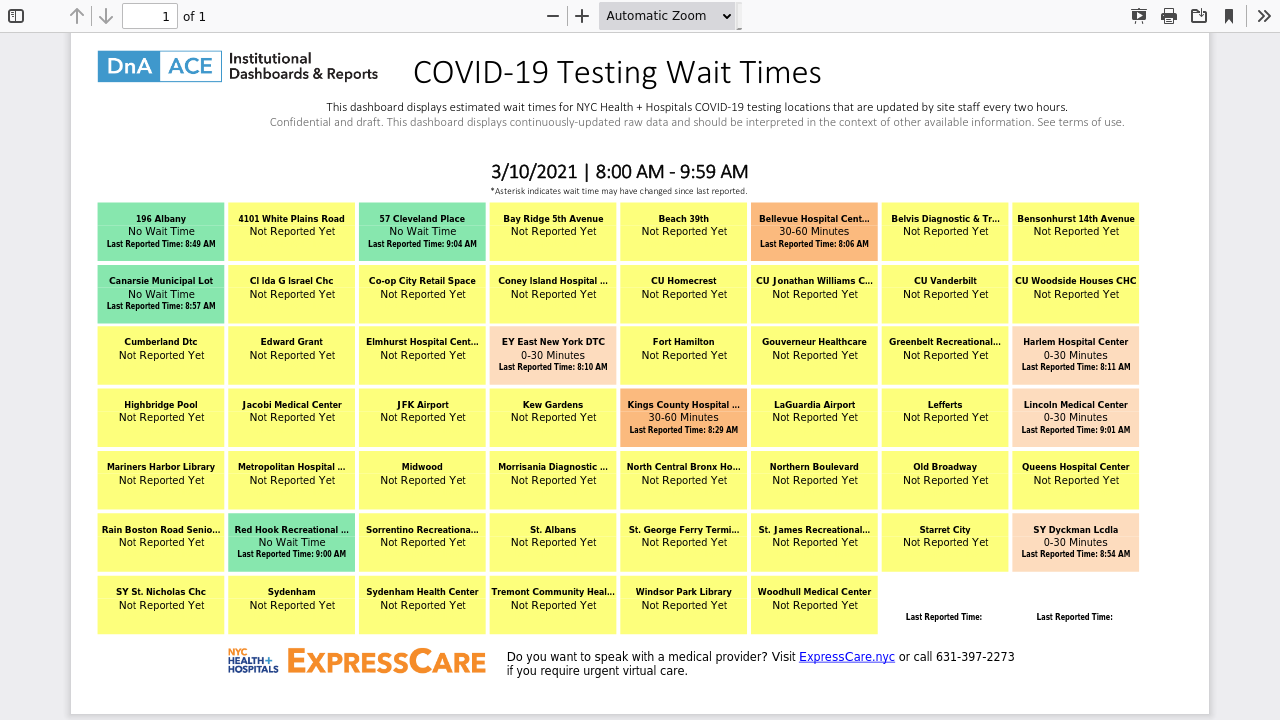 1 of 1 Automatic Zoom
DnA ACE Institutional
Dashboards & Reports
COVID-19 Testing Wait Times
This dashboard displays estimated wait times for NYC Health + Hospitals COVID-19 testing locations that are updated by site staff every two hours.
Confidential and draft. This dashboard displays continuously-updated raw data and should be interpreted in the context of other available information. See terms of use.
3/10/2021 | 8:00 AM - 9:59 AM
*Asterisk indicates wait time may have changed since last reported.
196 Albany
No Wait Time
Last Reported Time: 8:49 AM
4101 White Plains Road
Not Reported Yet
57 Cleveland Place
No Wait Time
Last Reported Time: 9:04 AM
Bay Ridge 5th Avenue
Not Reported Yet
Beach 39th
Not Reported Yet
Bellevue Hospital Cent...
30-60 Minutes
Last Reported Time: 8:06 AM
Belvis Diagnostic & Tr...
Not Reported Yet
Bensonhurst 14th Avenue
Not Reported Yet
Canarsie Municipal Lot
No Wait Time
Last Reported Time: 8:57 AM
Cl Ida G Israel Chc
Not Reported Yet
Co-op City Retail Space
Not Reported Yet
Coney Island Hospital ...
Not Reported Yet
CU Homecrest
Not Reported Yet
CU Jonathan Williams C...
Not Reported Yet
CU Vanderbilt
Not Reported Yet
CU Woodside Houses CHC
Not Reported Yet
Cumberland Dtc
Not Reported Yet
Edward Grant
Not Reported Yet
Elmhurst Hospital Cent...
Not Reported Yet
EY East New York DTC
0-30 Minutes
Last Reported Time: 8:10 AM
Fort Hamilton
Not Reported Yet
Gouverneur Healthcare
Not Reported Yet
Greenbelt Recreational...
Not Reported Yet
Harlem Hospital Center
0-30 Minutes
Last Reported Time: 8:11 AM
Highbridge Pool
Not Reported Yet
Jacobi Medical Center
Not Reported Yet
JFK Airport
Not Reported Yet
Kew Gardens
Not Reported Yet
Kings County Hospital ...
30-60 Minutes
Last Reported Time: 8:29 AM
LaGuardia Airport
Not Reported Yet
Lefferts
Not Reported Yet
Lincoln Medical Center
0-30 Minutes
Last Reported Time: 9:01 AM
Mariners Harbor Library
Not Reported Yet
Metropolitan Hospital ...
Not Reported Yet
Midwood
Not Reported Yet
Morrisania Diagnostic ...
Not Reported Yet
North Central Bronx Ho...
Not Reported Yet
Northern Boulevard
Not Reported Yet
Old Broadway
Not Reported Yet
Queens Hospital Center
Not Reported Yet
Rain Boston Road Senio...
Not Reported Yet
Red Hook Recreational ...
No Wait Time
Last Reported Time: 9:00 AM
Sorrentino Recreationa...
Not Reported Yet
St. Albans
Not Reported Yet
St. George Ferry Termi...
Not Reported Yet
St. James Recreational...
Not Reported Yet
Starret City
Not Reported Yet
SY Dyckman Lcdla
0-30 Minutes
Last Reported Time: 8:54 AM
SY St. Nicholas Chc
Not Reported Yet
Sydenham
Not Reported Yet
Sydenham Health Center
Not Reported Yet
Tremont Community Heal...
Not Reported Yet
Windsor Park Library
Not Reported Yet
Woodhull Medical Center
Not Reported Yet
Last Reported Time:
Last Reported Time:
NYC
HEALTH+
HOSPITALS
EXPRESSCARE
Do you want to speak with a medical provider? Visit ExpressCare.nyc or call 631-397-2273
if you require urgent virtual care.